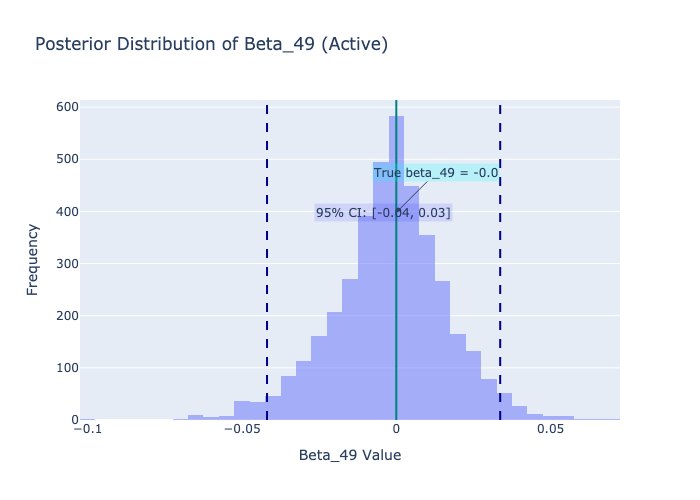 Posterior Distribution of Beta_49 (Active)
600
500
400
300
200
100
0
Frequency
True beta_49 = -0.0
95% CI: [-0.04, 0.03]
−0.1
−0.05
0
0.05
Beta_49 Value